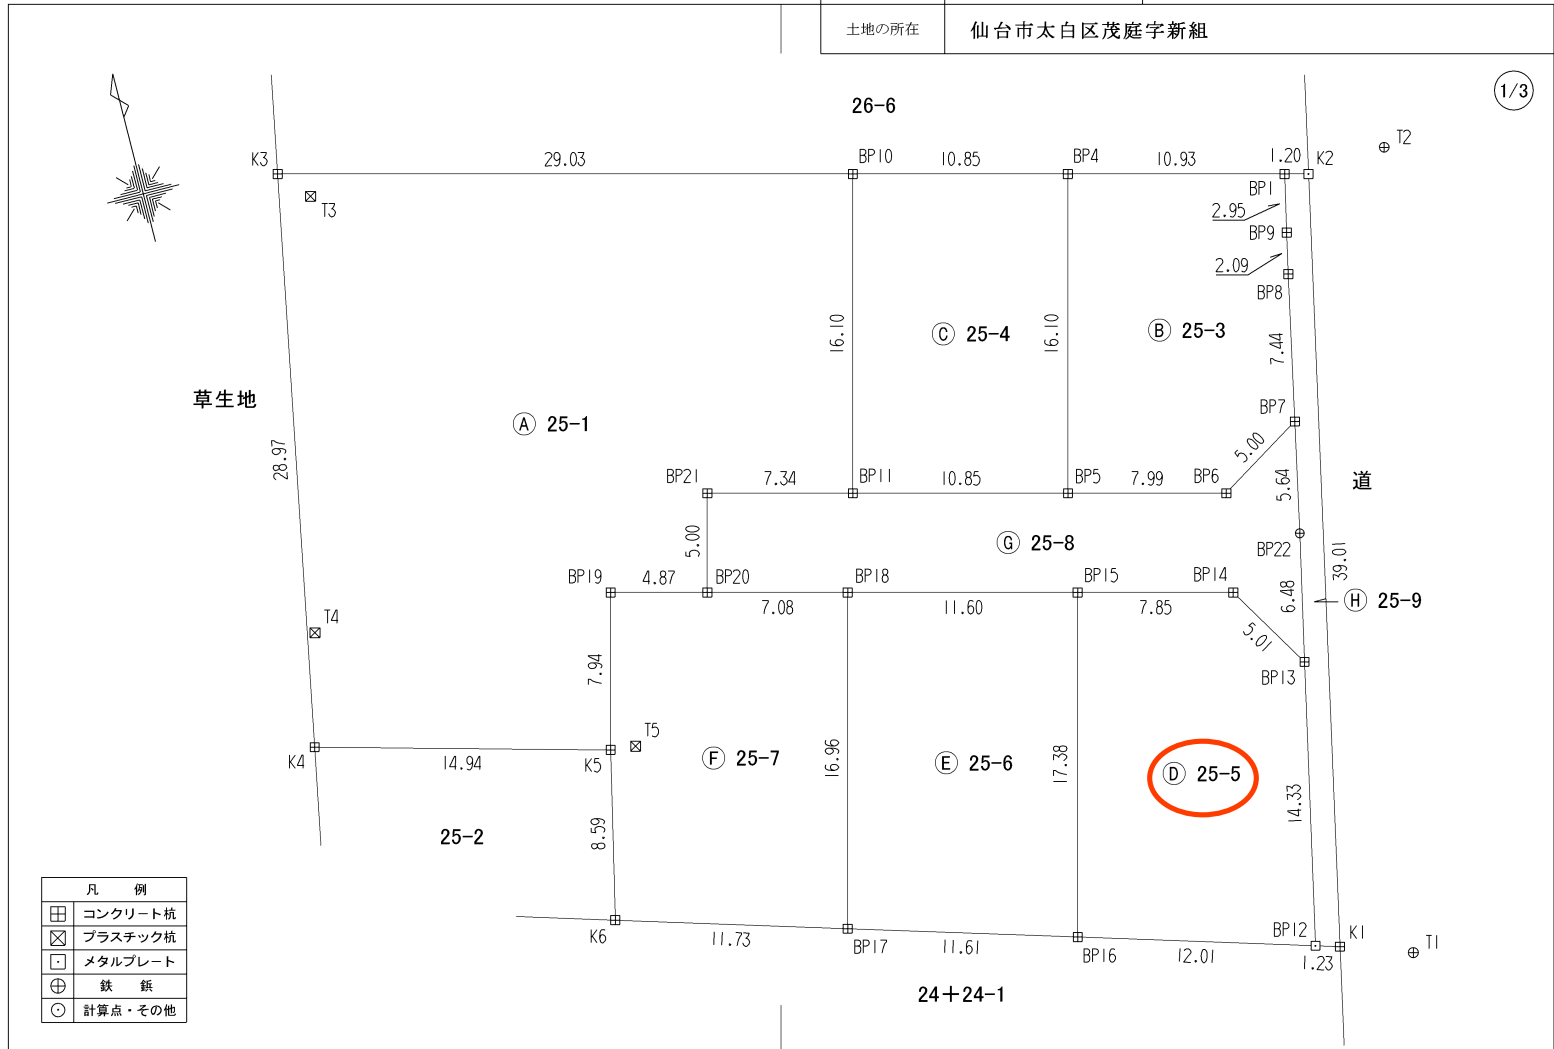 土地の所在 仙台市太白区茂庭字新組
1/3
26-6
K3 29.03 BP10 10.85 BP4 10.93 1.20 K2 T2
T3
BP1
2.95
BP9
2.09
BP8
16.10 Ⓒ 25-4 16.10 Ⓑ 25-3 7.44
草生地
Ⓐ 25-1
BP7
28.97
5.00
BP21 7.34 BP11 10.85 BP5 7.99 BP6 5.64 道
5.00 Ⓖ 25-8 BP22
39.01
BP19 4.87 BP20 BP18 BP15 BP14
7.08 11.60 7.85 6.48 Ⓗ 25-9
T4
5.01
7.94 BP13
T5
K4 14.94 K5 Ⓕ 25-7 16.96 Ⓔ 25-6 17.38 Ⓓ 25-5
14.33
25-2 8.59
K6 11.73 BP17 11.61 BP16 12.01 BP12 1.23 K1 T1
24+24-1
凡 例
コンクリート杭
プラスチック杭
メタルプレート
鉄 鋲
計算点・その他